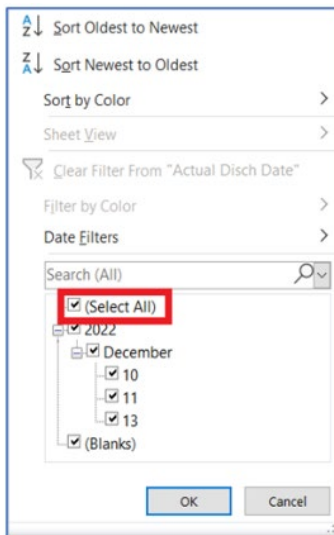 Sort Oldest to Newest
Sort Newest to Oldest
Sort by Color
Sheet View
Clear Filter From "Actual Disch Date"
Filter by Color
Date Filters
Search (All)
(Select All)
2022
December
10
11
13
(Blanks)
OK
Cancel